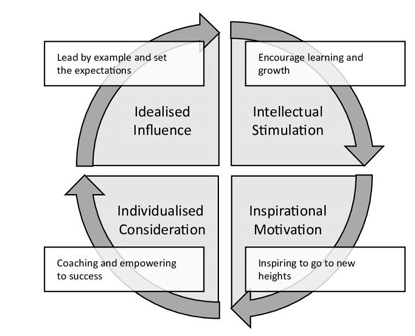 Lead by example and set
the expectations
Encourage learning and
growth
Idealised
Influence
Intellectual
Stimulation
Individualised
Consideration
Inspirational
Motivation
Coaching and empowering
to success
Inspiring to go to new
heights